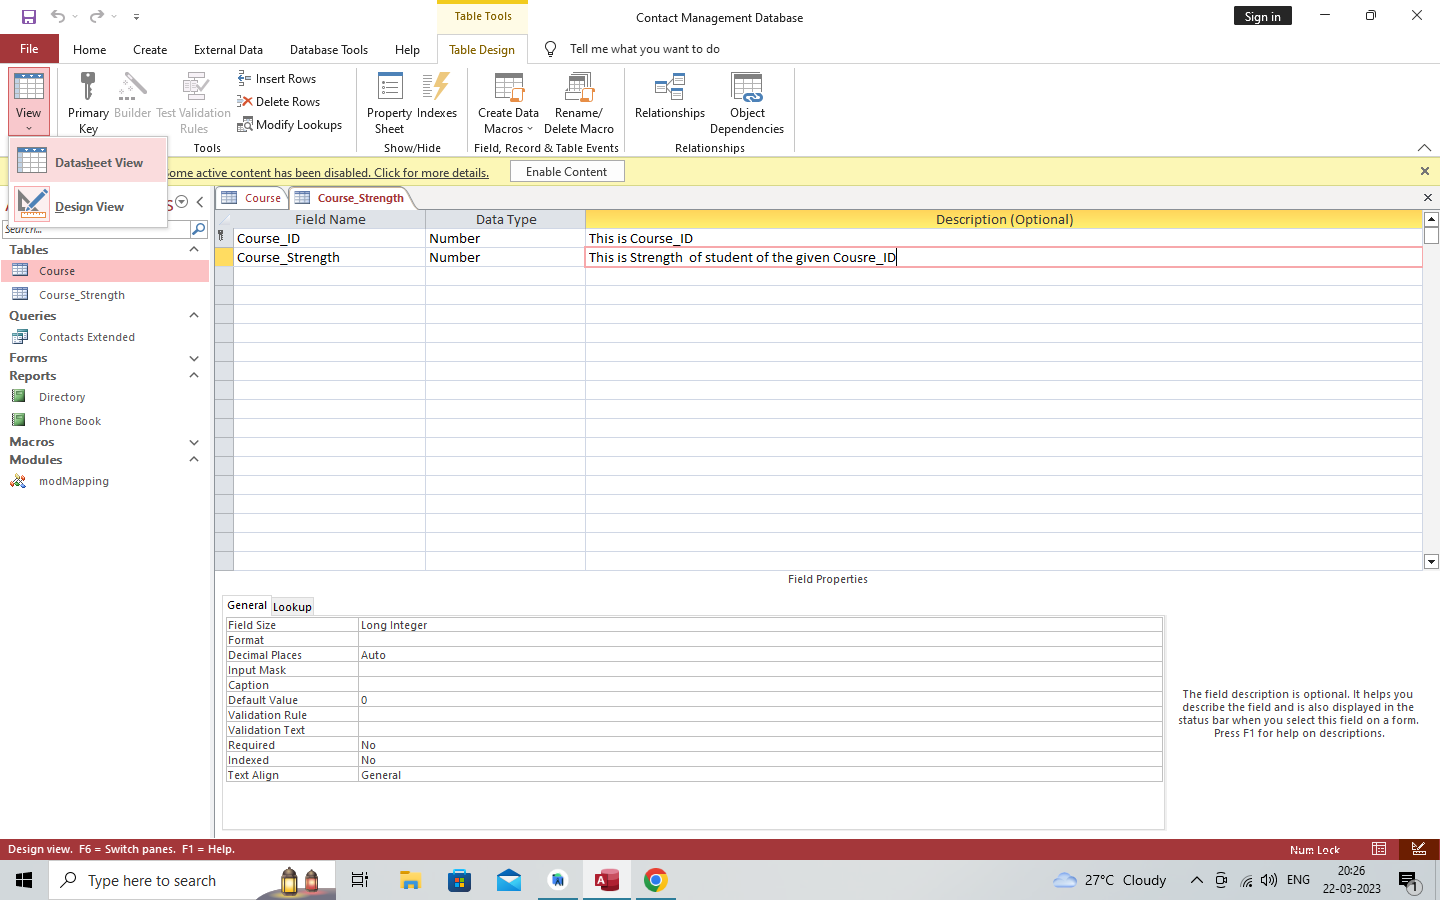 Table Tools
Contact Management Database
Sign in
File
Home
Create
External Data
Database Tools
Help
Table Design
Tell me what you want to do
View
Primary Key
Builder
Test Validation Rules
Insert Rows
Delete Rows
Modify Lookups
Tools
Property Sheet
Indexes
Show/Hide
Create Data Macros
Rename/ Delete Macro
Field, Record & Table Events
Relationships
Object Dependencies
Relationships
Datasheet View
Design View
ome active content has been disabled. Click for more details.
Enable Content
Search...
Tables
Course
Course_Strength
Queries
Contacts Extended
Forms
Reports
Directory
Phone Book
Macros
Modules
modMapping
Course
Course_Strength
Field Name
Data Type
Description (Optional)
Course_ID
Number
This is Course_ID
Course_Strength
Number
This is Strength  of student of the given Cousre_ID
Field Properties
General
Lookup
Field Size
Long Integer
Format
Decimal Places
Auto
Input Mask
Caption
Default Value
0
Validation Rule
Validation Text
Required
No
Indexed
No
Text Align
General
The field description is optional. It helps you
describe the field and is also displayed in the
status bar when you select this field on a form.
Press F1 for help on descriptions.
Design view.  F6 = Switch panes.  F1 = Help.
Num Lock
Type here to search
27°C  Cloudy
ENG
20:26
22-03-2023
1